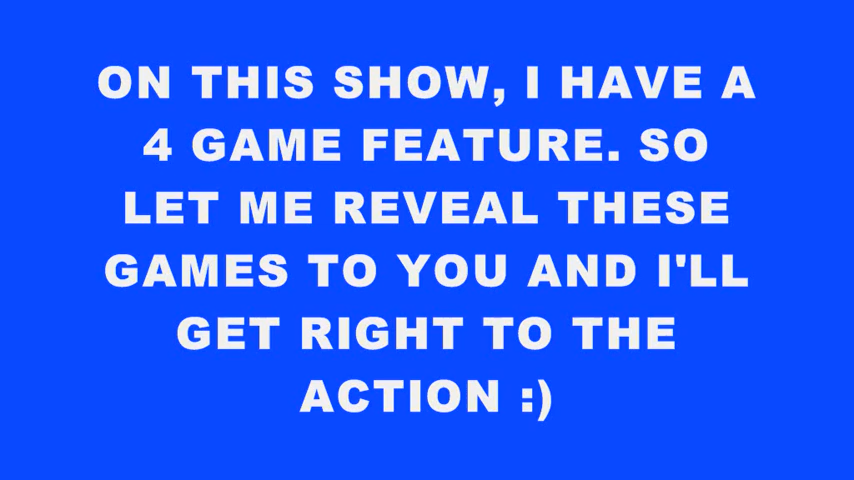 ON THIS SHOW, I HAVE A
4 GAME FEATURE. SO
LET ME REVEAL THESE
GAMES TO YOU AND I'LL
GET RIGHT TO THE
ACTION :)